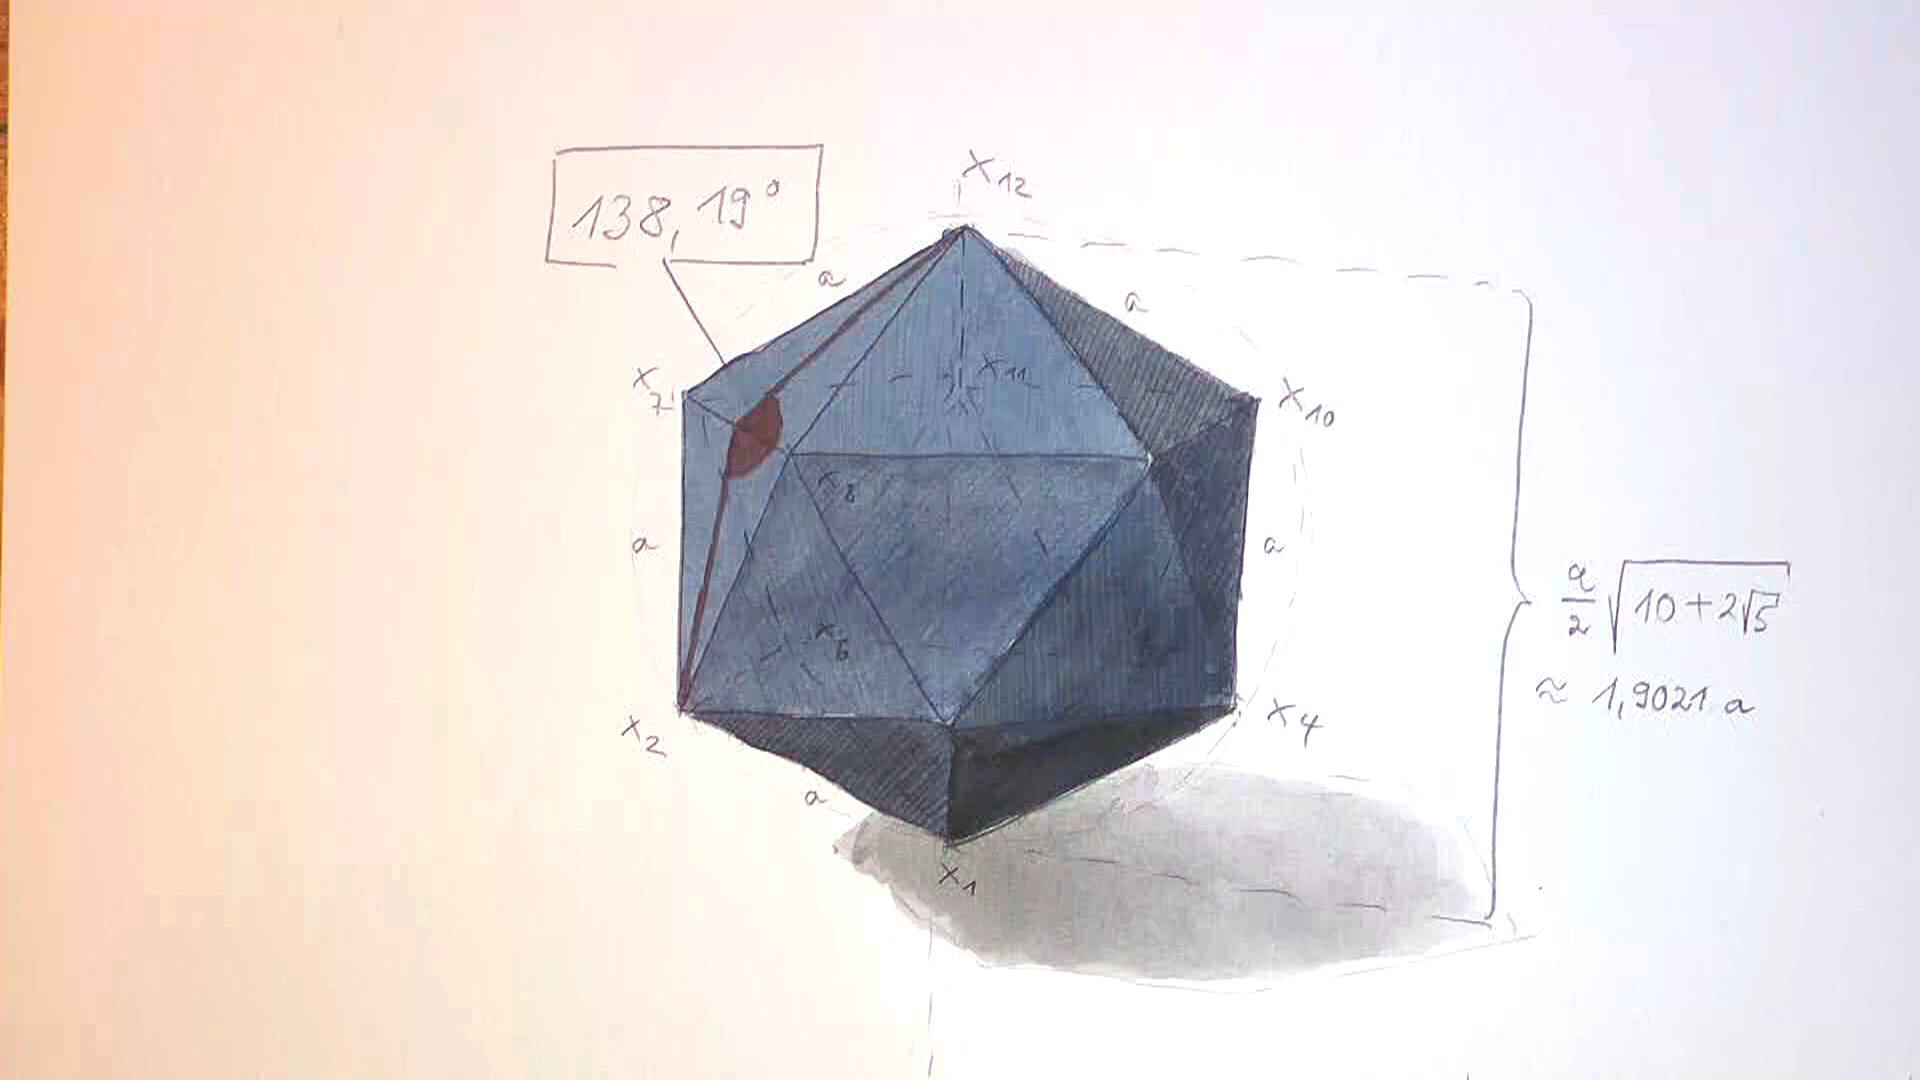 x₁₂
138,19°
a
a
x₇
x₁₁
x₁₀
x₈
a
a
a/2 √(10+2√5)
x₆
≈ 1,9021 a
x₂
x₄
a
x₁